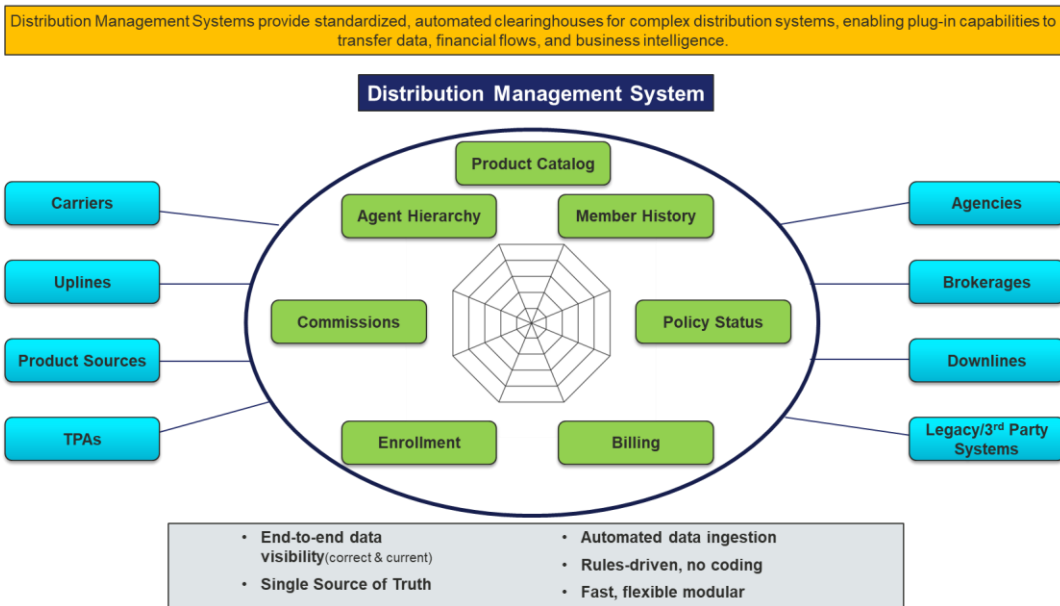 Distribution Management Systems provide standardized, automated clearinghouses for complex distribution systems, enabling plug-in capabilities to
transfer data, financial flows, and business intelligence.
Distribution Management System
Product Catalog
Agent Hierarchy
Member History
Commissions
Policy Status
Enrollment
Billing
Carriers
Uplines
Product Sources
TPAs
Agencies
Brokerages
Downlines
Legacy/3rd Party
Systems
• End-to-end data
visibility(correct & current)
• Single Source of Truth
• Automated data ingestion
• Rules-driven, no coding
• Fast, flexible modular